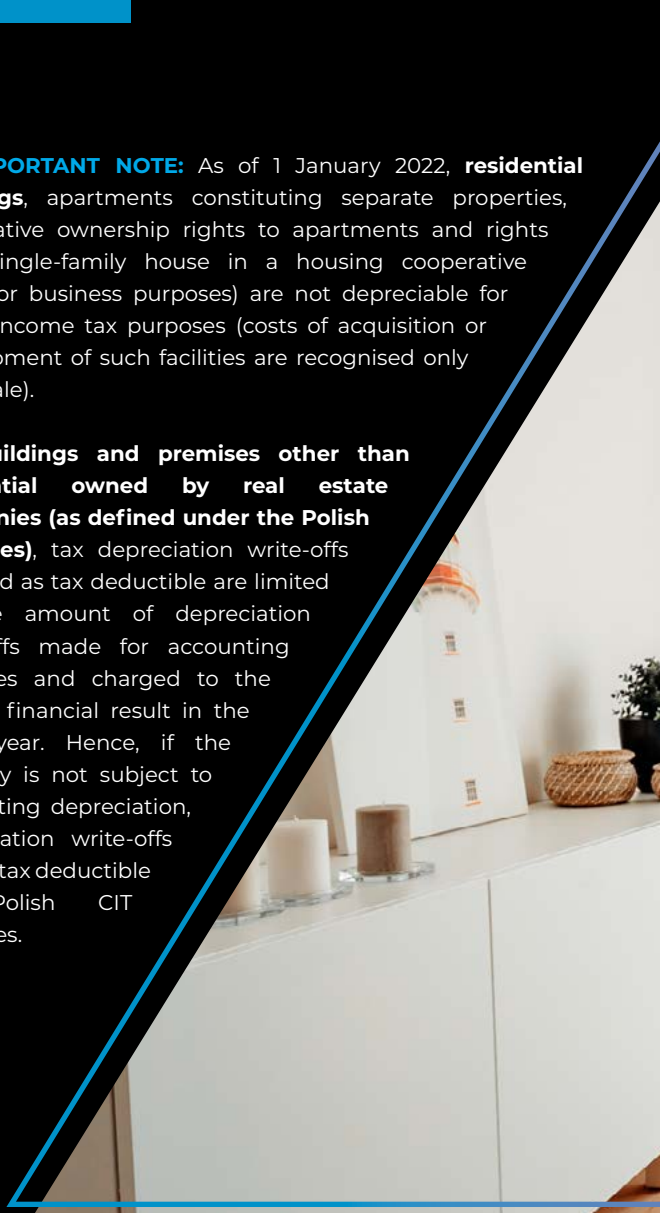 PORTANT NOTE: As of 1 January 2022, residential
gs, apartments constituting separate properties,
ative ownership rights to apartments and rights
ingle-family house in a housing cooperative
or business purposes) are not depreciable for
ncome tax purposes (costs of acquisition or
pment of such facilities are recognised only
ale).
uildings and premises other than
ntial owned by real estate
nies (as defined under the Polish
es), tax depreciation write-offs
d as tax deductible are limited
e amount of depreciation
ffs made for accounting
es and charged to the
financial result in the
year. Hence, if the
y is not subject to
ting depreciation,
ation write-offs
tax deductible
Polish CIT
es.